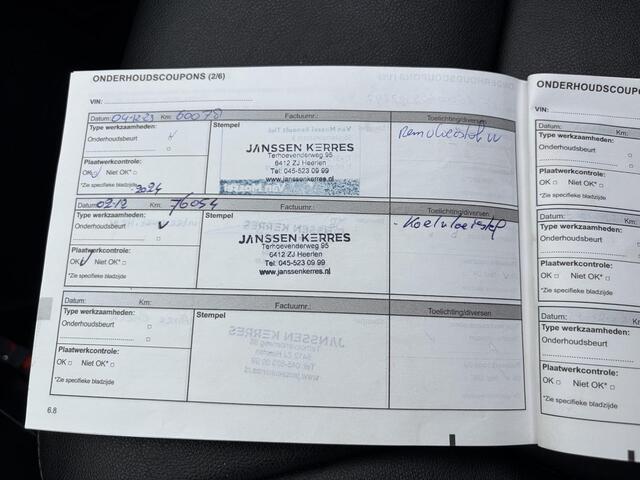 ONDERHOUDSCOUPONS (2/6)
ONDERHOUDSCOUPONS
VIN:
VIN:
Datum: 04-12-23 Km: 60078 Factuurnr.: Toelichting/diversen
Type werkzaamheden:
Onderhoudsbeurt
Plaatwerkcontrole:
OK Niet OK*
*Zie specifieke bladzijde
Stempel
JANSSEN KERRES
Terhoevenderweg 95
6412 ZJ Heerlen
Tel: 045-523 09 99
www.janssenkerres.nl
Van Mossel
Remvloeistof
2024
Datum: 02-12 Km: 76054 Factuurnr.: Toelichting/diversen
Type werkzaamheden:
Onderhoudsbeurt
Plaatwerkcontrole:
OK Niet OK*
*Zie specifieke bladzijde
Stempel
JANSSEN KERRES
Terhoevenderweg 95
6412 ZJ Heerlen
Tel: 045-523 09 99
www.janssenkerres.nl
- Koelvloeistof
Datum: Km: Factuurnr.: Toelichting/diversen
Type werkzaamheden:
Onderhoudsbeurt
Plaatwerkcontrole:
OK Niet OK*
*Zie specifieke bladzijde
Stempel
6.8
Datum:
Type werkzaamheden:
Onderhoudsbeurt
Plaatwerkcontrole:
OK Niet OK*
*Zie specifieke bladzijde
Datum:
Type werkzaamheden:
Onderhoudsbeurt
Plaatwerkcontrole:
OK Niet OK*
*Zie specifieke bladzijde
Datum:
Type werkzaamheden:
Onderhoudsbeurt
Plaatwerkcontrole:
OK Niet OK*
*Zie specifieke bladzijde